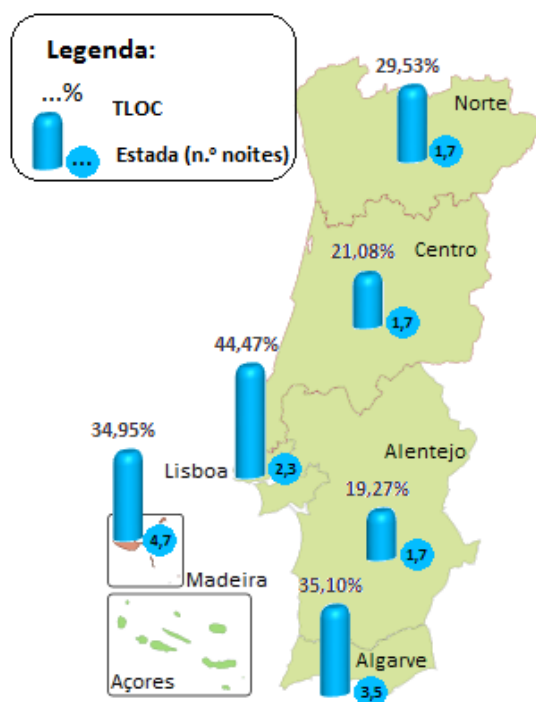 Legenda:
...%
TLOC
... Estada (n.º noites)
29,53%
Norte
1,7
21,08%
Centro
1,7
44,47%
Lisboa
2,3
34,95%
4,7
Madeira
Alentejo
19,27%
1,7
35,10%
Algarve
3,5
Açores